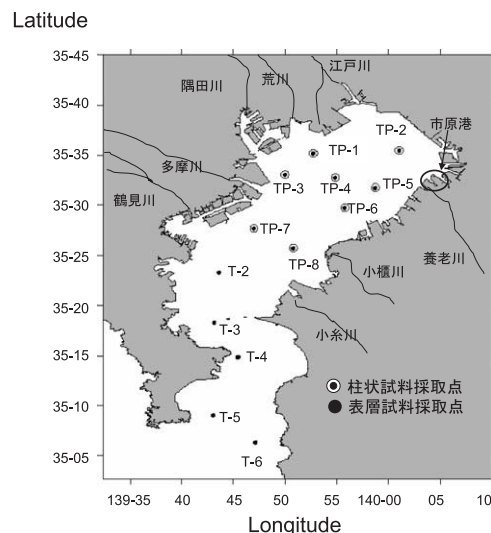 Latitude
35-45
江戸川
荒川
隅田川
35-40
TP-2
市原港
TP-1
35-35
多摩川
TP-3
TP-4
TP-5
鶴見川
35-30
TP-6
TP-7
養老川
35-25
TP-8
小櫃川
T-2
35-20
T-3
小糸川
35-15
T-4
柱状試料採取点
35-10
表層試料採取点
T-5
T-6
35-05
139-35 40 45 50 55 140-00 05 10
Longitude